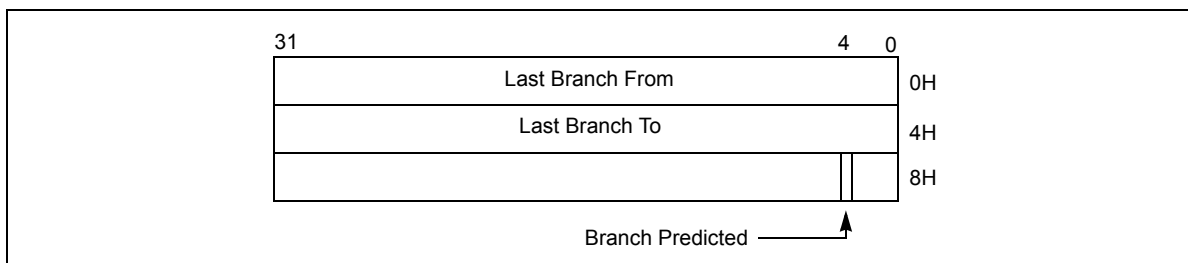 31 4 0
Last Branch From 0H
Last Branch To 4H
8H
Branch Predicted